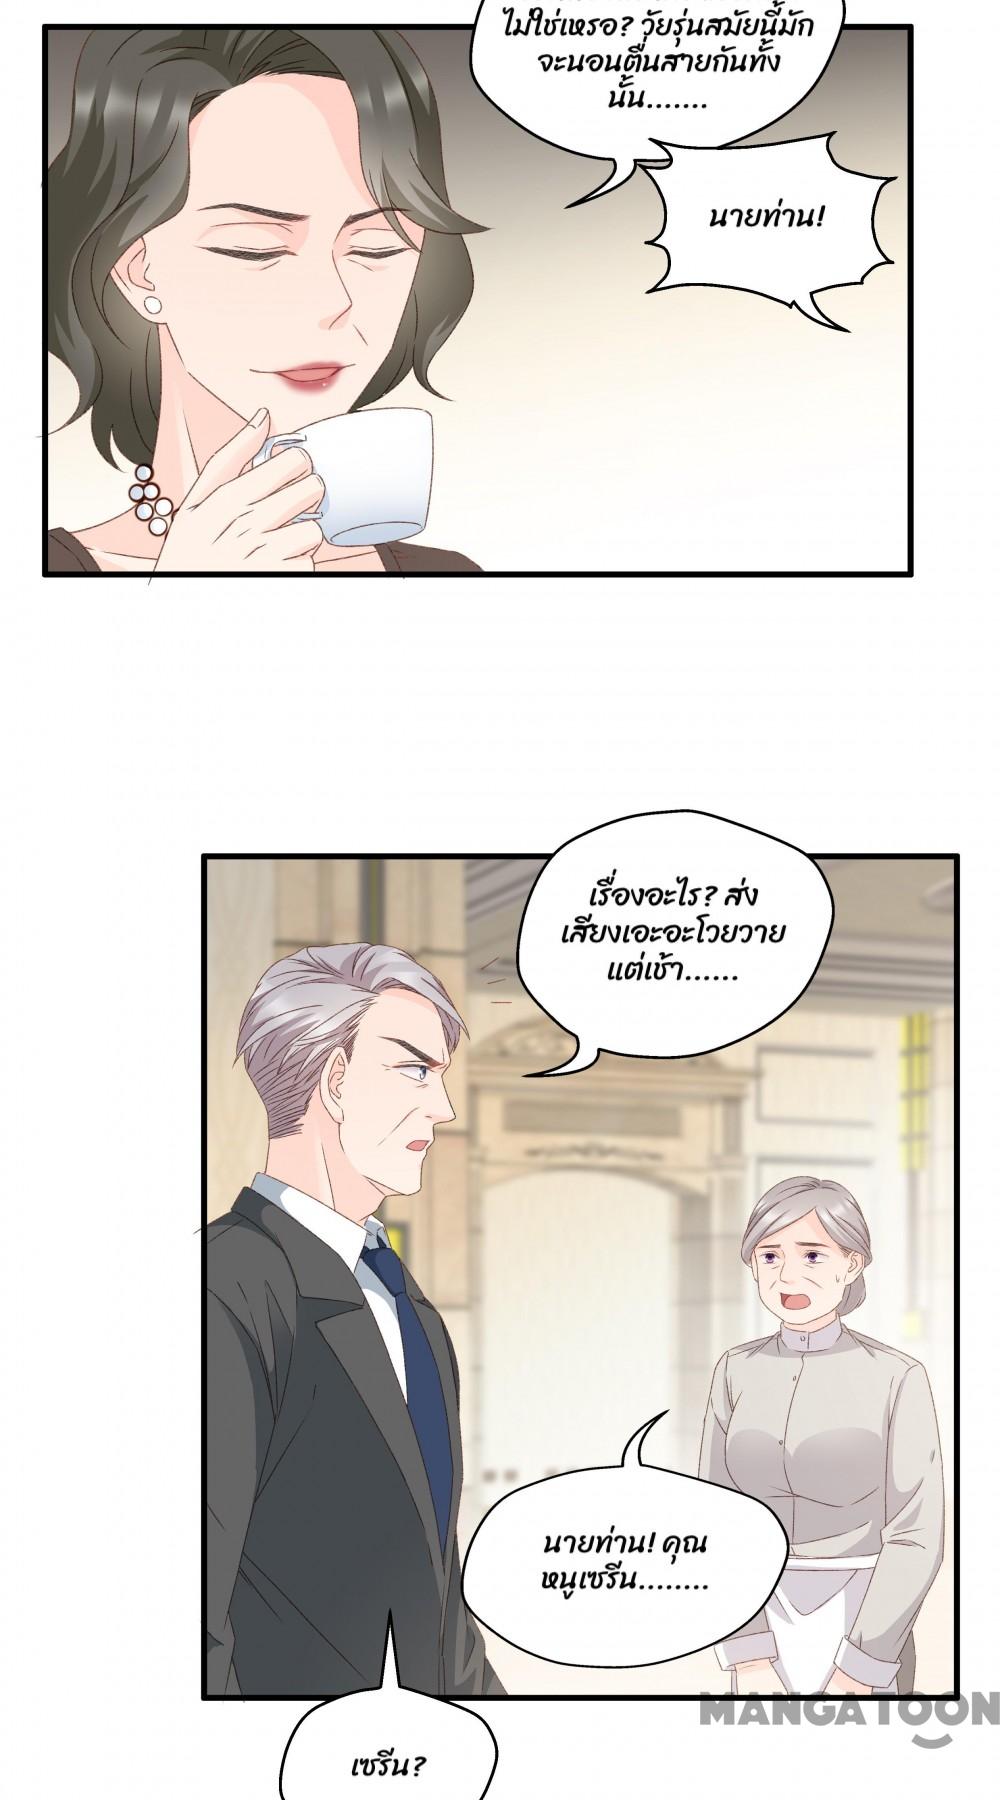 ไม่ใช่เหรอ? วัยรุ่นสมัยนี้มัก
จะนอนตื่นสายกันทั้ง
นั้น.......
นายท่าน!
เรื่องอะไร? ส่ง
เสียงเอะอะโวยวาย
แต่เช้า......
นายท่าน! คุณ
หนูเซรีน........
MANGATOON
เซรีน?